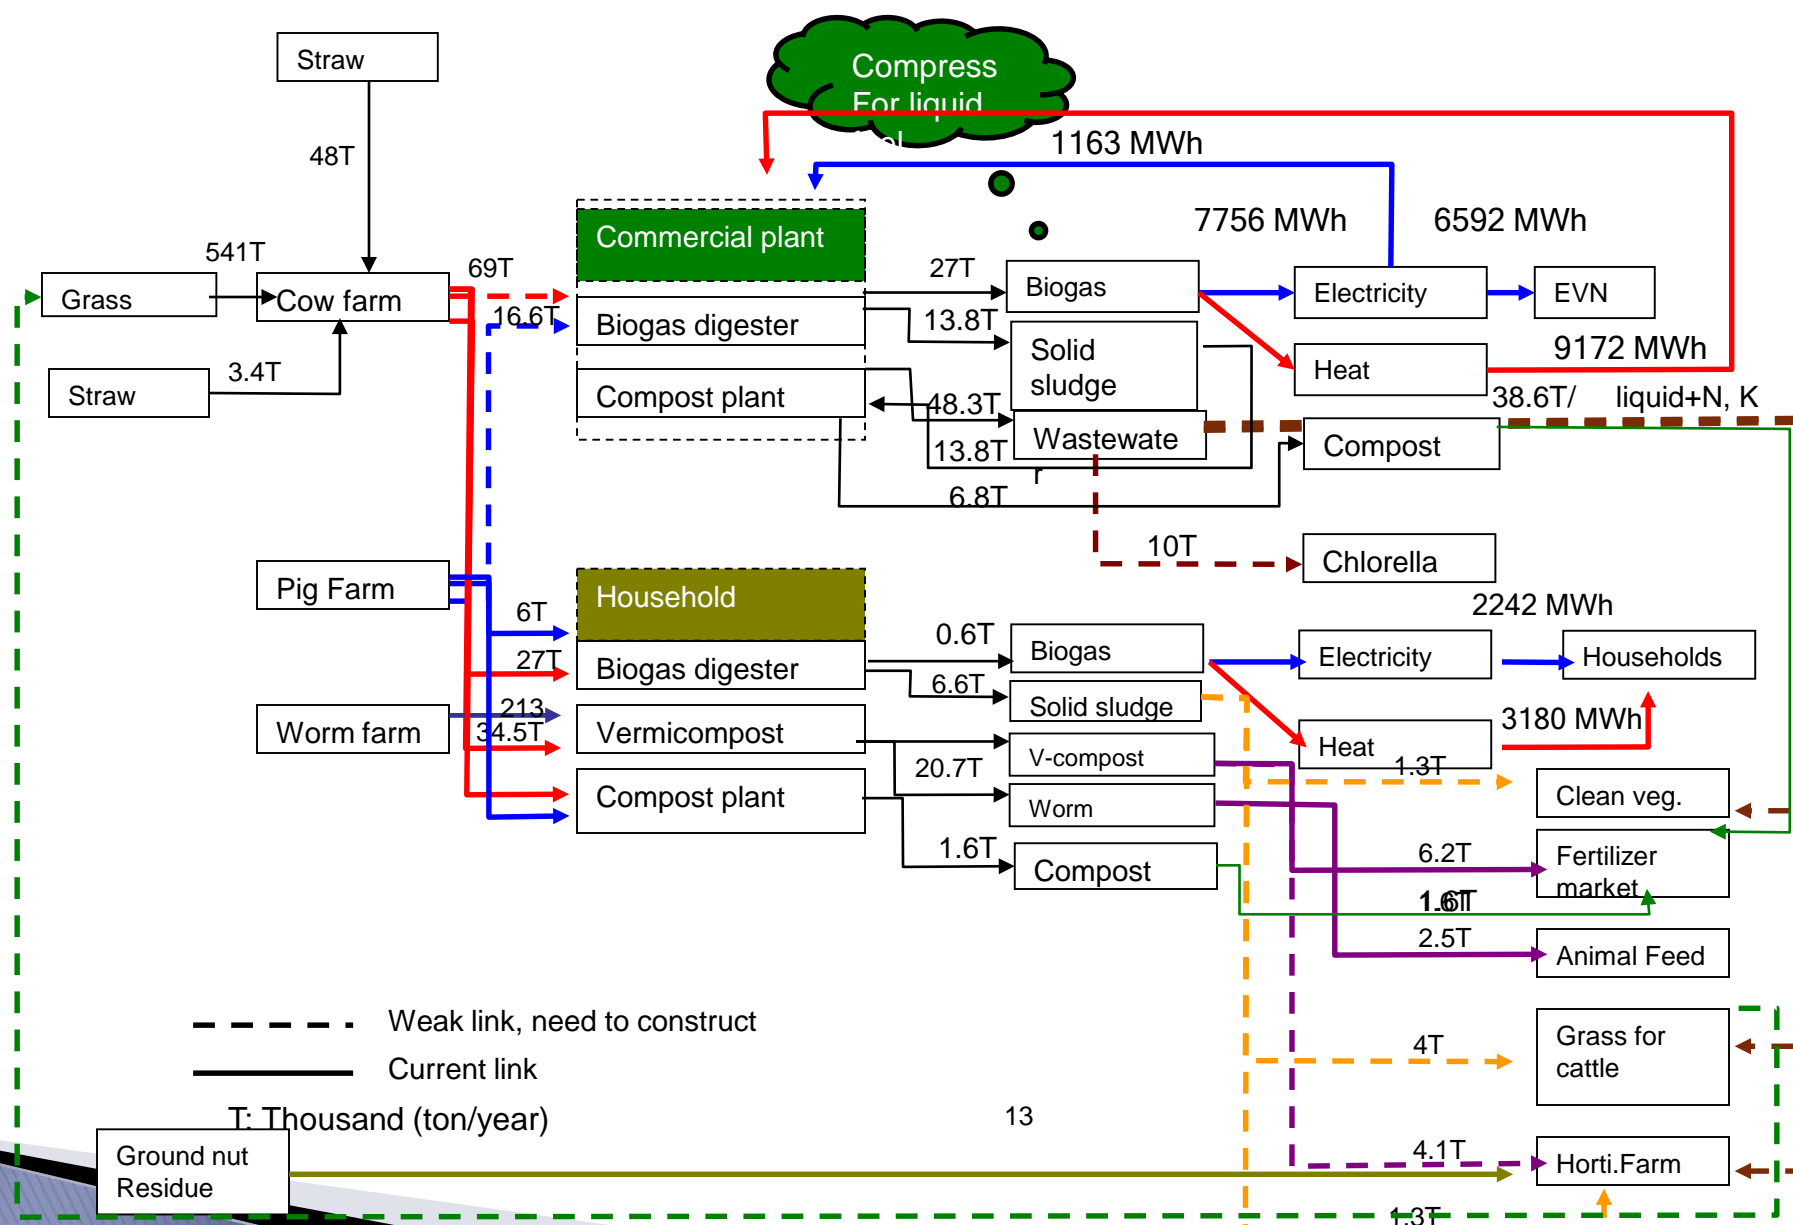 Straw
Compress
For liquid
48T
1163 MWh
7756 MWh
6592 MWh
Commercial plant
541T
69T
27T
Grass
Cow farm
Biogas
Electricity
EVN
16.6T
Biogas digester
13.8T
Solid
sludge
9172 MWh
Straw
3.4T
Heat
Compost plant
48.3T
38.6T/
liquid+N, K
Wastewate
r
Compost
13.8T
6.8T
10T
Chlorella
Pig Farm
Household
6T
2242 MWh
0.6T
Biogas
Electricity
Households
27T
Biogas digester
6.6T
Solid sludge
213
Worm farm
34.5T
Vermicompost
3180 MWh
Heat
V-compost
1.3T
20.7T
Compost plant
Worm
Clean veg.
1.6T
Compost
6.2T
Fertilizer
market
1.6T
2.5T
Animal Feed
Weak link, need to construct
Current link
4T
Grass for
cattle
T: Thousand (ton/year)
13
Ground nut
Residue
4.1T
Horti.Farm
1.3T